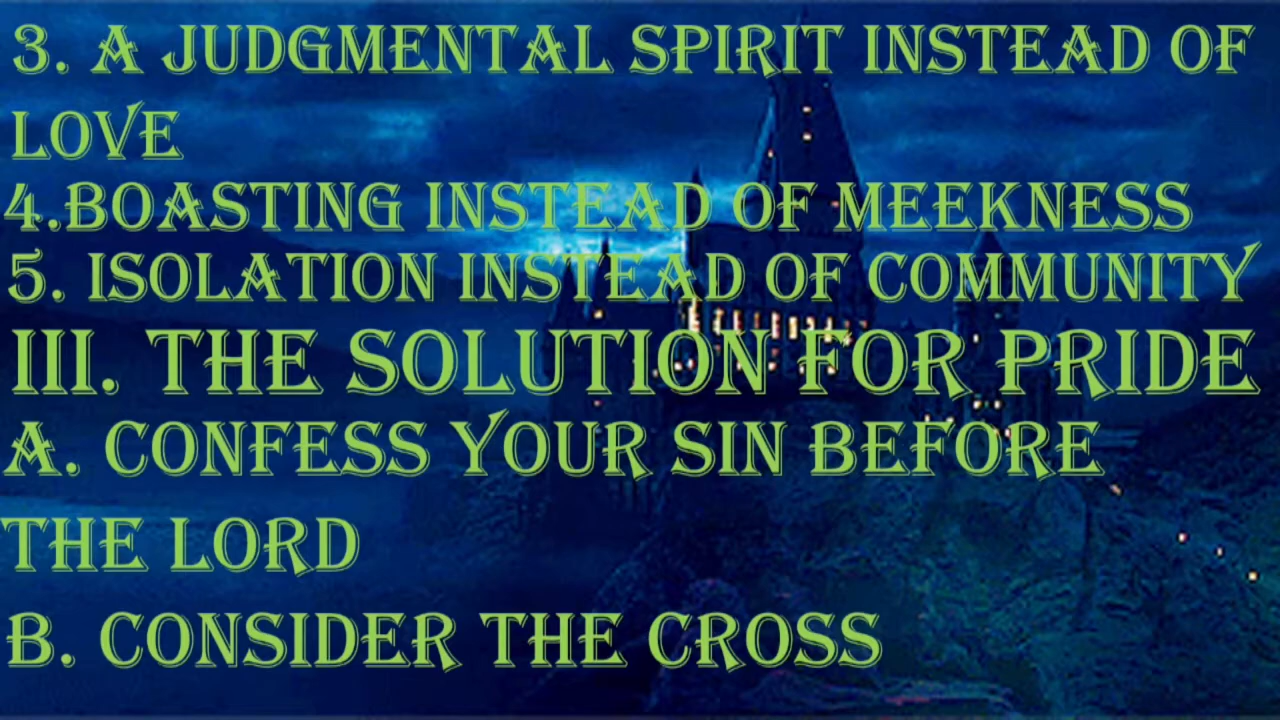 3. A JUDGMENTAL SPIRIT INSTEAD OF
LOVE
4.BOASTING INSTEAD OF MEEKNESS
5. ISOLATION INSTEAD OF COMMUNITY
III. THE SOLUTION FOR PRIDE
A. CONFESS YOUR SIN BEFORE
THE LORD
B. CONSIDER THE CROSS